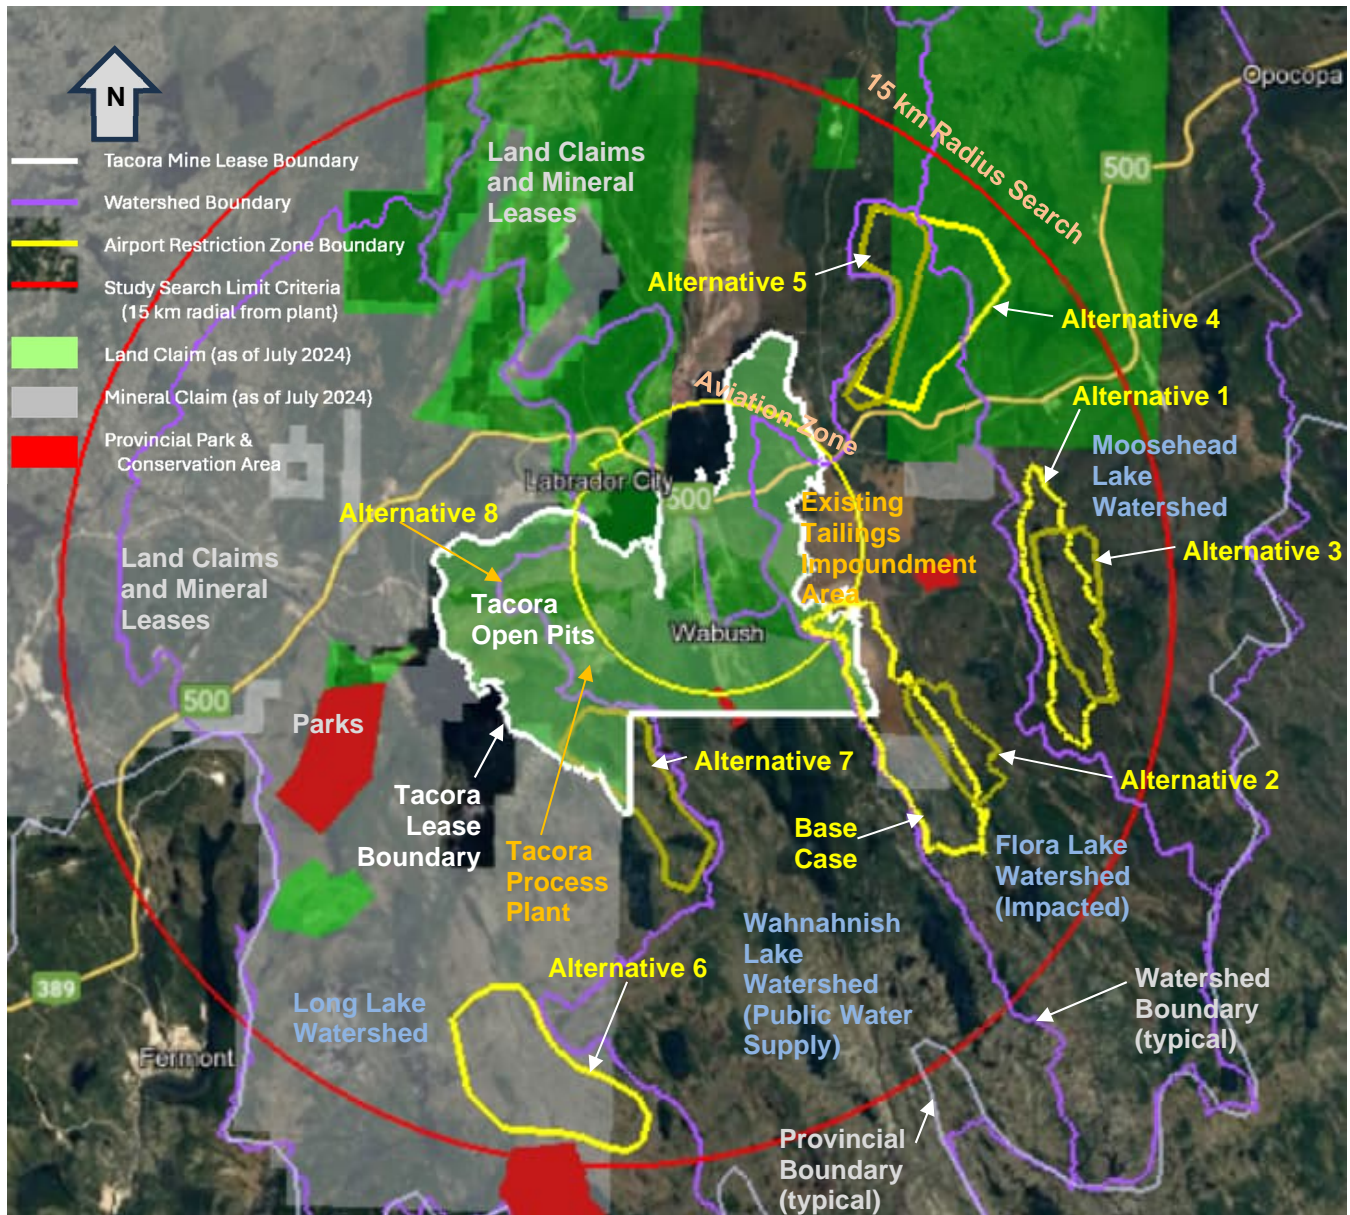 N
Tacora Mine Lease Boundary
Watershed Boundary
Airport Restriction Zone Boundary
Study Search Limit Criteria
(15 km radial from plant)
Land Claim (as of July 2024)
Mineral Claim (as of July 2024)
Provincial Park &
Conservation Area
Land Claims
and Mineral
Leases
15 km Radius Search
Opocopa
500
Alternative 5
Alternative 4
Aviation Zone
Alternative 1
Moosehead
Lake
Watershed
Labrador City
500
Alternative 8
Existing
Tailings
Impoundment
Area
Alternative 3
Land Claims
and Mineral
Leases
Tacora
Open Pits
Wabush
500
Parks
Alternative 7
Alternative 2
Tacora
Lease
Boundary
Tacora
Process
Plant
Base
Case
Flora Lake
Watershed
(Impacted)
Wahnahnish
Lake
Watershed
(Public Water
Supply)
Alternative 6
389
Long Lake
Watershed
Fermont
Watershed
Boundary
(typical)
Provincial
Boundary
(typical)